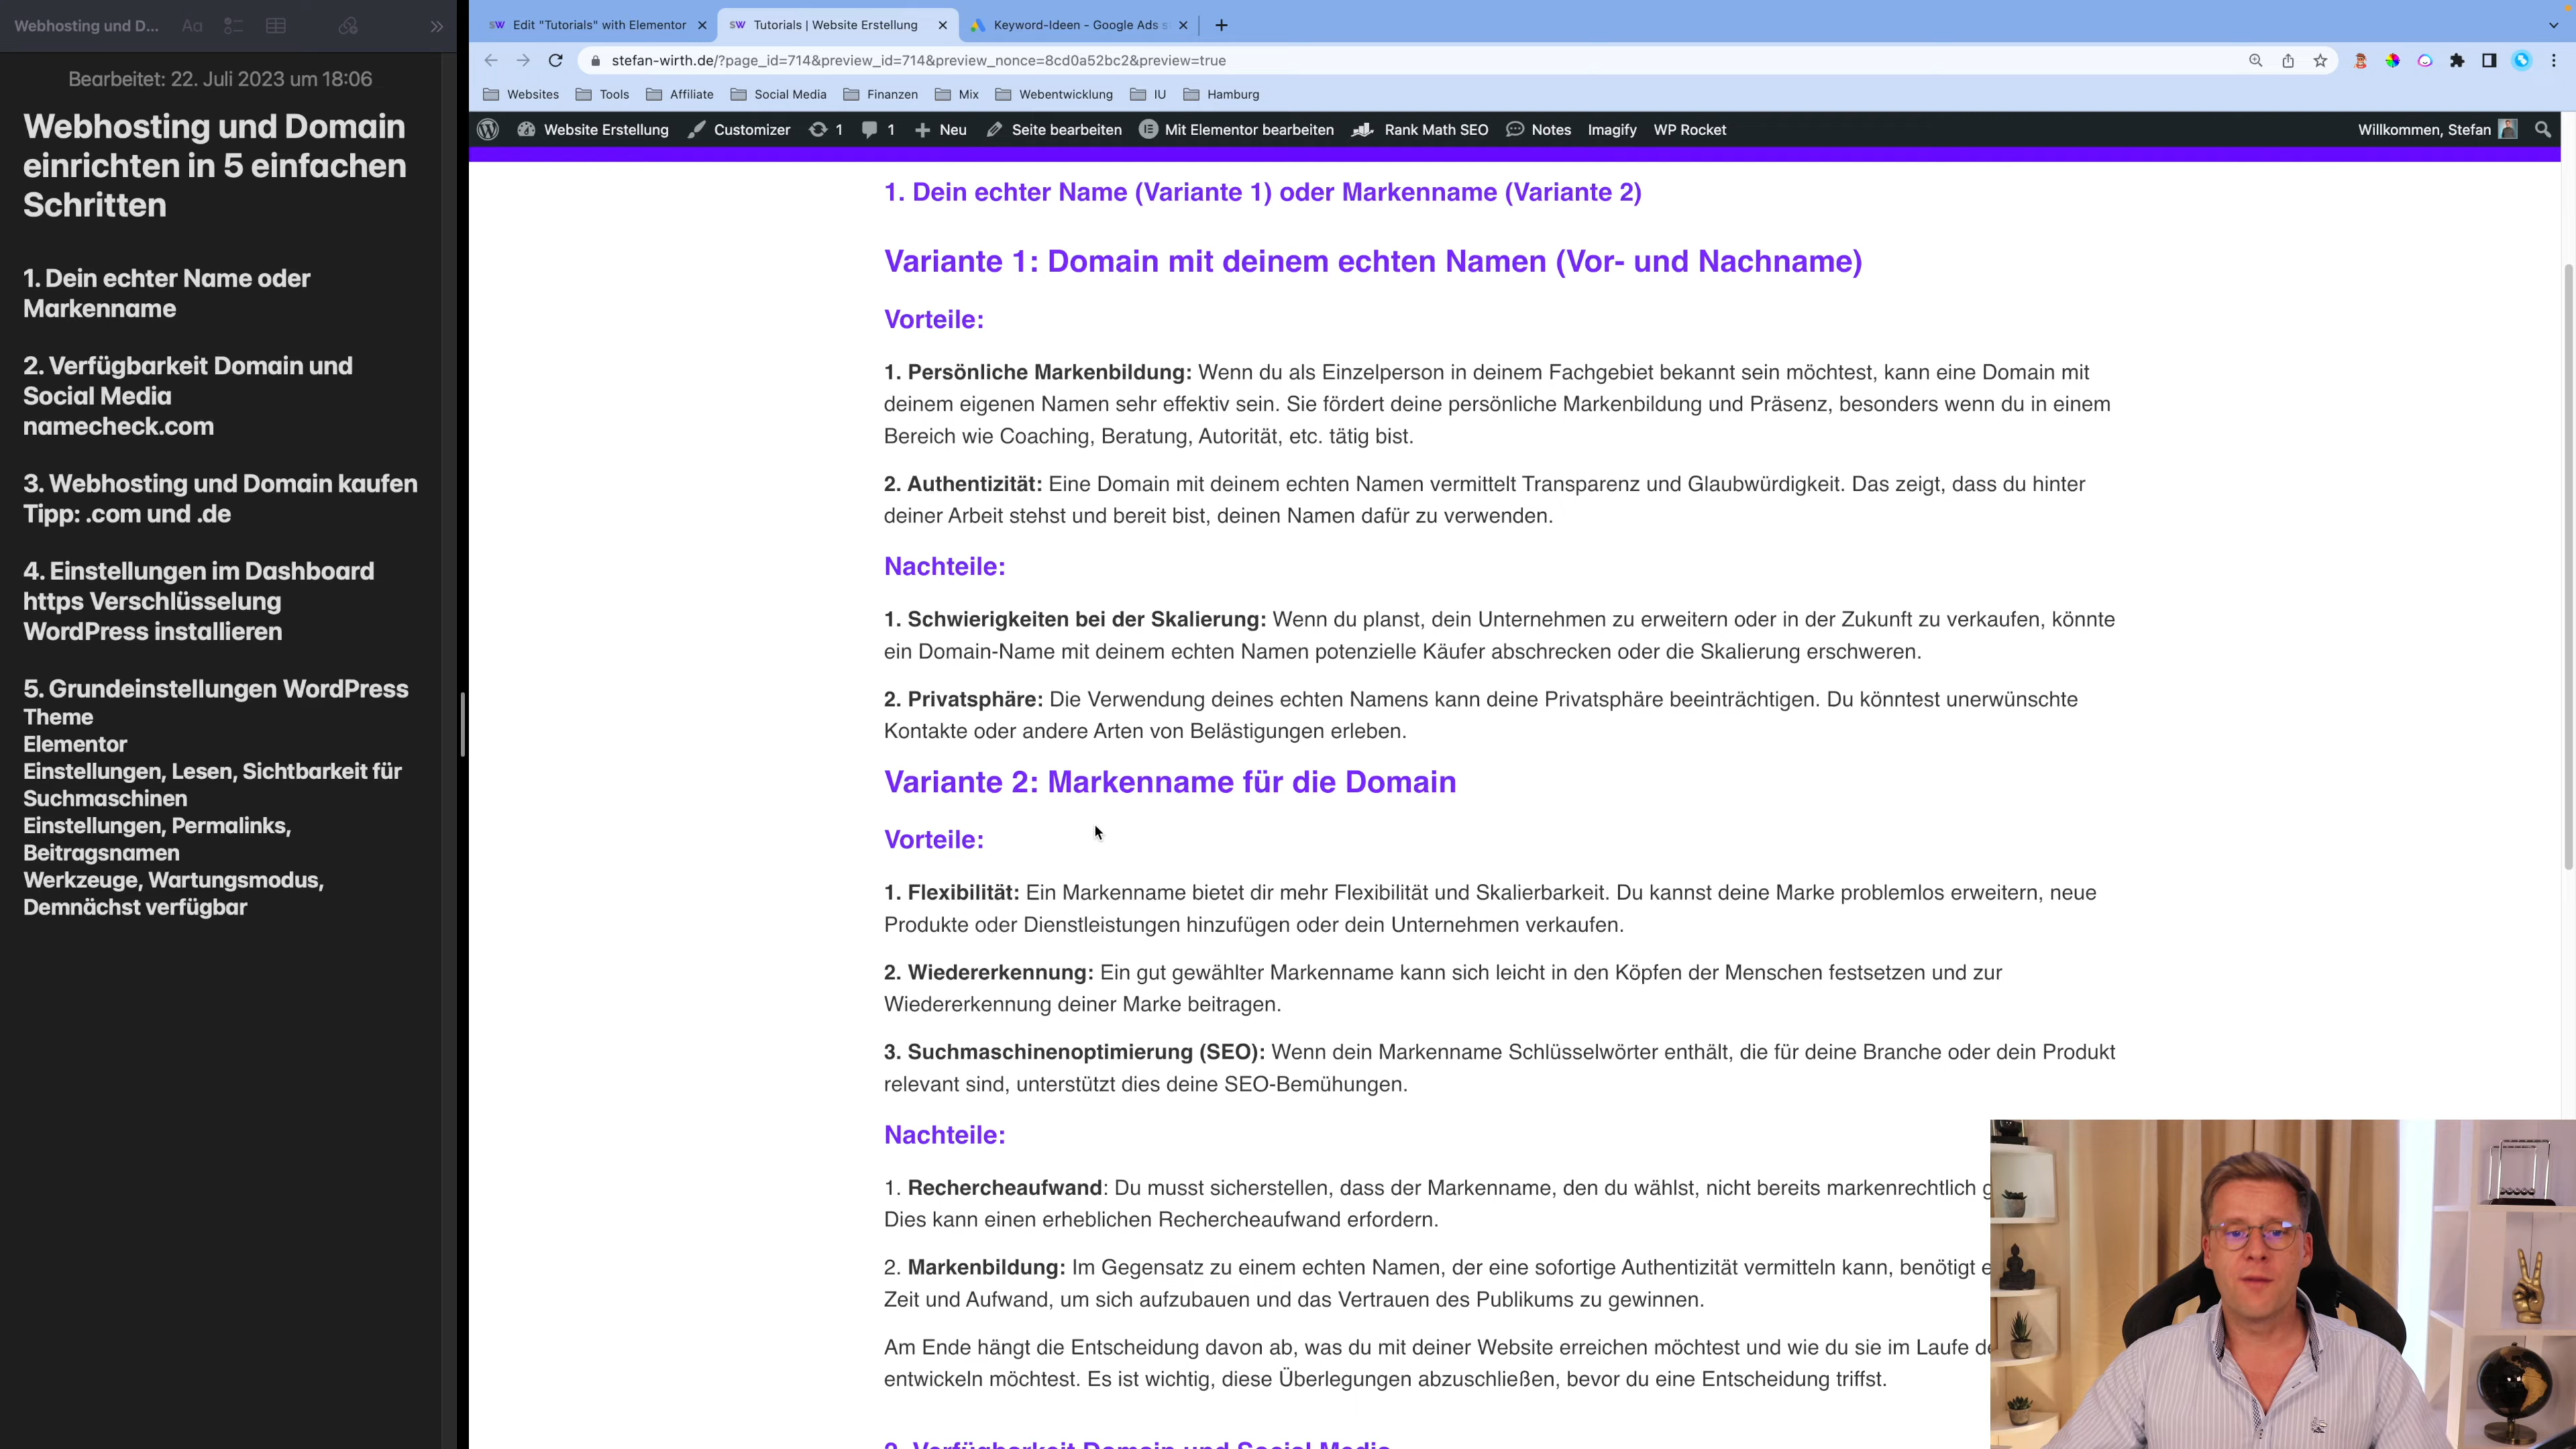 Webhosting und D...
Aa
Bearbeitet: 22. Juli 2023 um 18:06
Webhosting und Domain
einrichten in 5 einfachen
Schritten
1. Dein echter Name oder
Markenname
2. Verfügbarkeit Domain und
Social Media
namecheck.com
3. Webhosting und Domain kaufen
Tipp: .com und .de
4. Einstellungen im Dashboard
https Verschlüsselung
WordPress installieren
5. Grundeinstellungen WordPress
Theme
Elementor
Einstellungen, Lesen, Sichtbarkeit für
Suchmaschinen
Einstellungen, Permalinks,
Beitragsnamen
Werkzeuge, Wartungsmodus,
Demnächst verfügbar
SW Edit "Tutorials" with Elementor
SW Tutorials | Website Erstellung
Keyword-Ideen - Google Ads
stefan-wirth.de/?page_id=714&preview_id=714&preview_nonce=8cd0a52bc2&preview=true
Websites Tools Affiliate Social Media Finanzen Mix Webentwicklung IU Hamburg
Website Erstellung Customizer 1 1 Neu Seite bearbeiten Mit Elementor bearbeiten Rank Math SEO Notes Imagify WP Rocket Willkommen, Stefan
1. Dein echter Name (Variante 1) oder Markenname (Variante 2)
Variante 1: Domain mit deinem echten Namen (Vor- und Nachname)
Vorteile:
1. Persönliche Markenbildung: Wenn du als Einzelperson in deinem Fachgebiet bekannt sein möchtest, kann eine Domain mit
deinem eigenen Namen sehr effektiv sein. Sie fördert deine persönliche Markenbildung und Präsenz, besonders wenn du in einem
Bereich wie Coaching, Beratung, Autorität, etc. tätig bist.
2. Authentizität: Eine Domain mit deinem echten Namen vermittelt Transparenz und Glaubwürdigkeit. Das zeigt, dass du hinter
deiner Arbeit stehst und bereit bist, deinen Namen dafür zu verwenden.
Nachteile:
1. Schwierigkeiten bei der Skalierung: Wenn du planst, dein Unternehmen zu erweitern oder in der Zukunft zu verkaufen, könnte
ein Domain-Name mit deinem echten Namen potenzielle Käufer abschrecken oder die Skalierung erschweren.
2. Privatsphäre: Die Verwendung deines echten Namens kann deine Privatsphäre beeinträchtigen. Du könntest unerwünschte
Kontakte oder andere Arten von Belästigungen erleben.
Variante 2: Markenname für die Domain
Vorteile:
1. Flexibilität: Ein Markenname bietet dir mehr Flexibilität und Skalierbarkeit. Du kannst deine Marke problemlos erweitern, neue
Produkte oder Dienstleistungen hinzufügen oder dein Unternehmen verkaufen.
2. Wiedererkennung: Ein gut gewählter Markenname kann sich leicht in den Köpfen der Menschen festsetzen und zur
Wiedererkennung deiner Marke beitragen.
3. Suchmaschinenoptimierung (SEO): Wenn dein Markenname Schlüsselwörter enthält, die für deine Branche oder dein Produkt
relevant sind, unterstützt dies deine SEO-Bemühungen.
Nachteile:
1. Rechercheaufwand: Du musst sicherstellen, dass der Markenname, den du wählst, nicht bereits markenrechtlich
Dies kann einen erheblichen Rechercheaufwand erfordern.
2. Markenbildung: Im Gegensatz zu einem echten Namen, der eine sofortige Authentizität vermitteln kann, benötigt
Zeit und Aufwand, um sich aufzubauen und das Vertrauen des Publikums zu gewinnen.
Am Ende hängt die Entscheidung davon ab, was du mit deiner Website erreichen möchtest und wie du sie im Laufe
entwickeln möchtest. Es ist wichtig, diese Überlegungen abzuschließen, bevor du eine Entscheidung triffst.
2. Verfügbarkeit Domain und Social Media